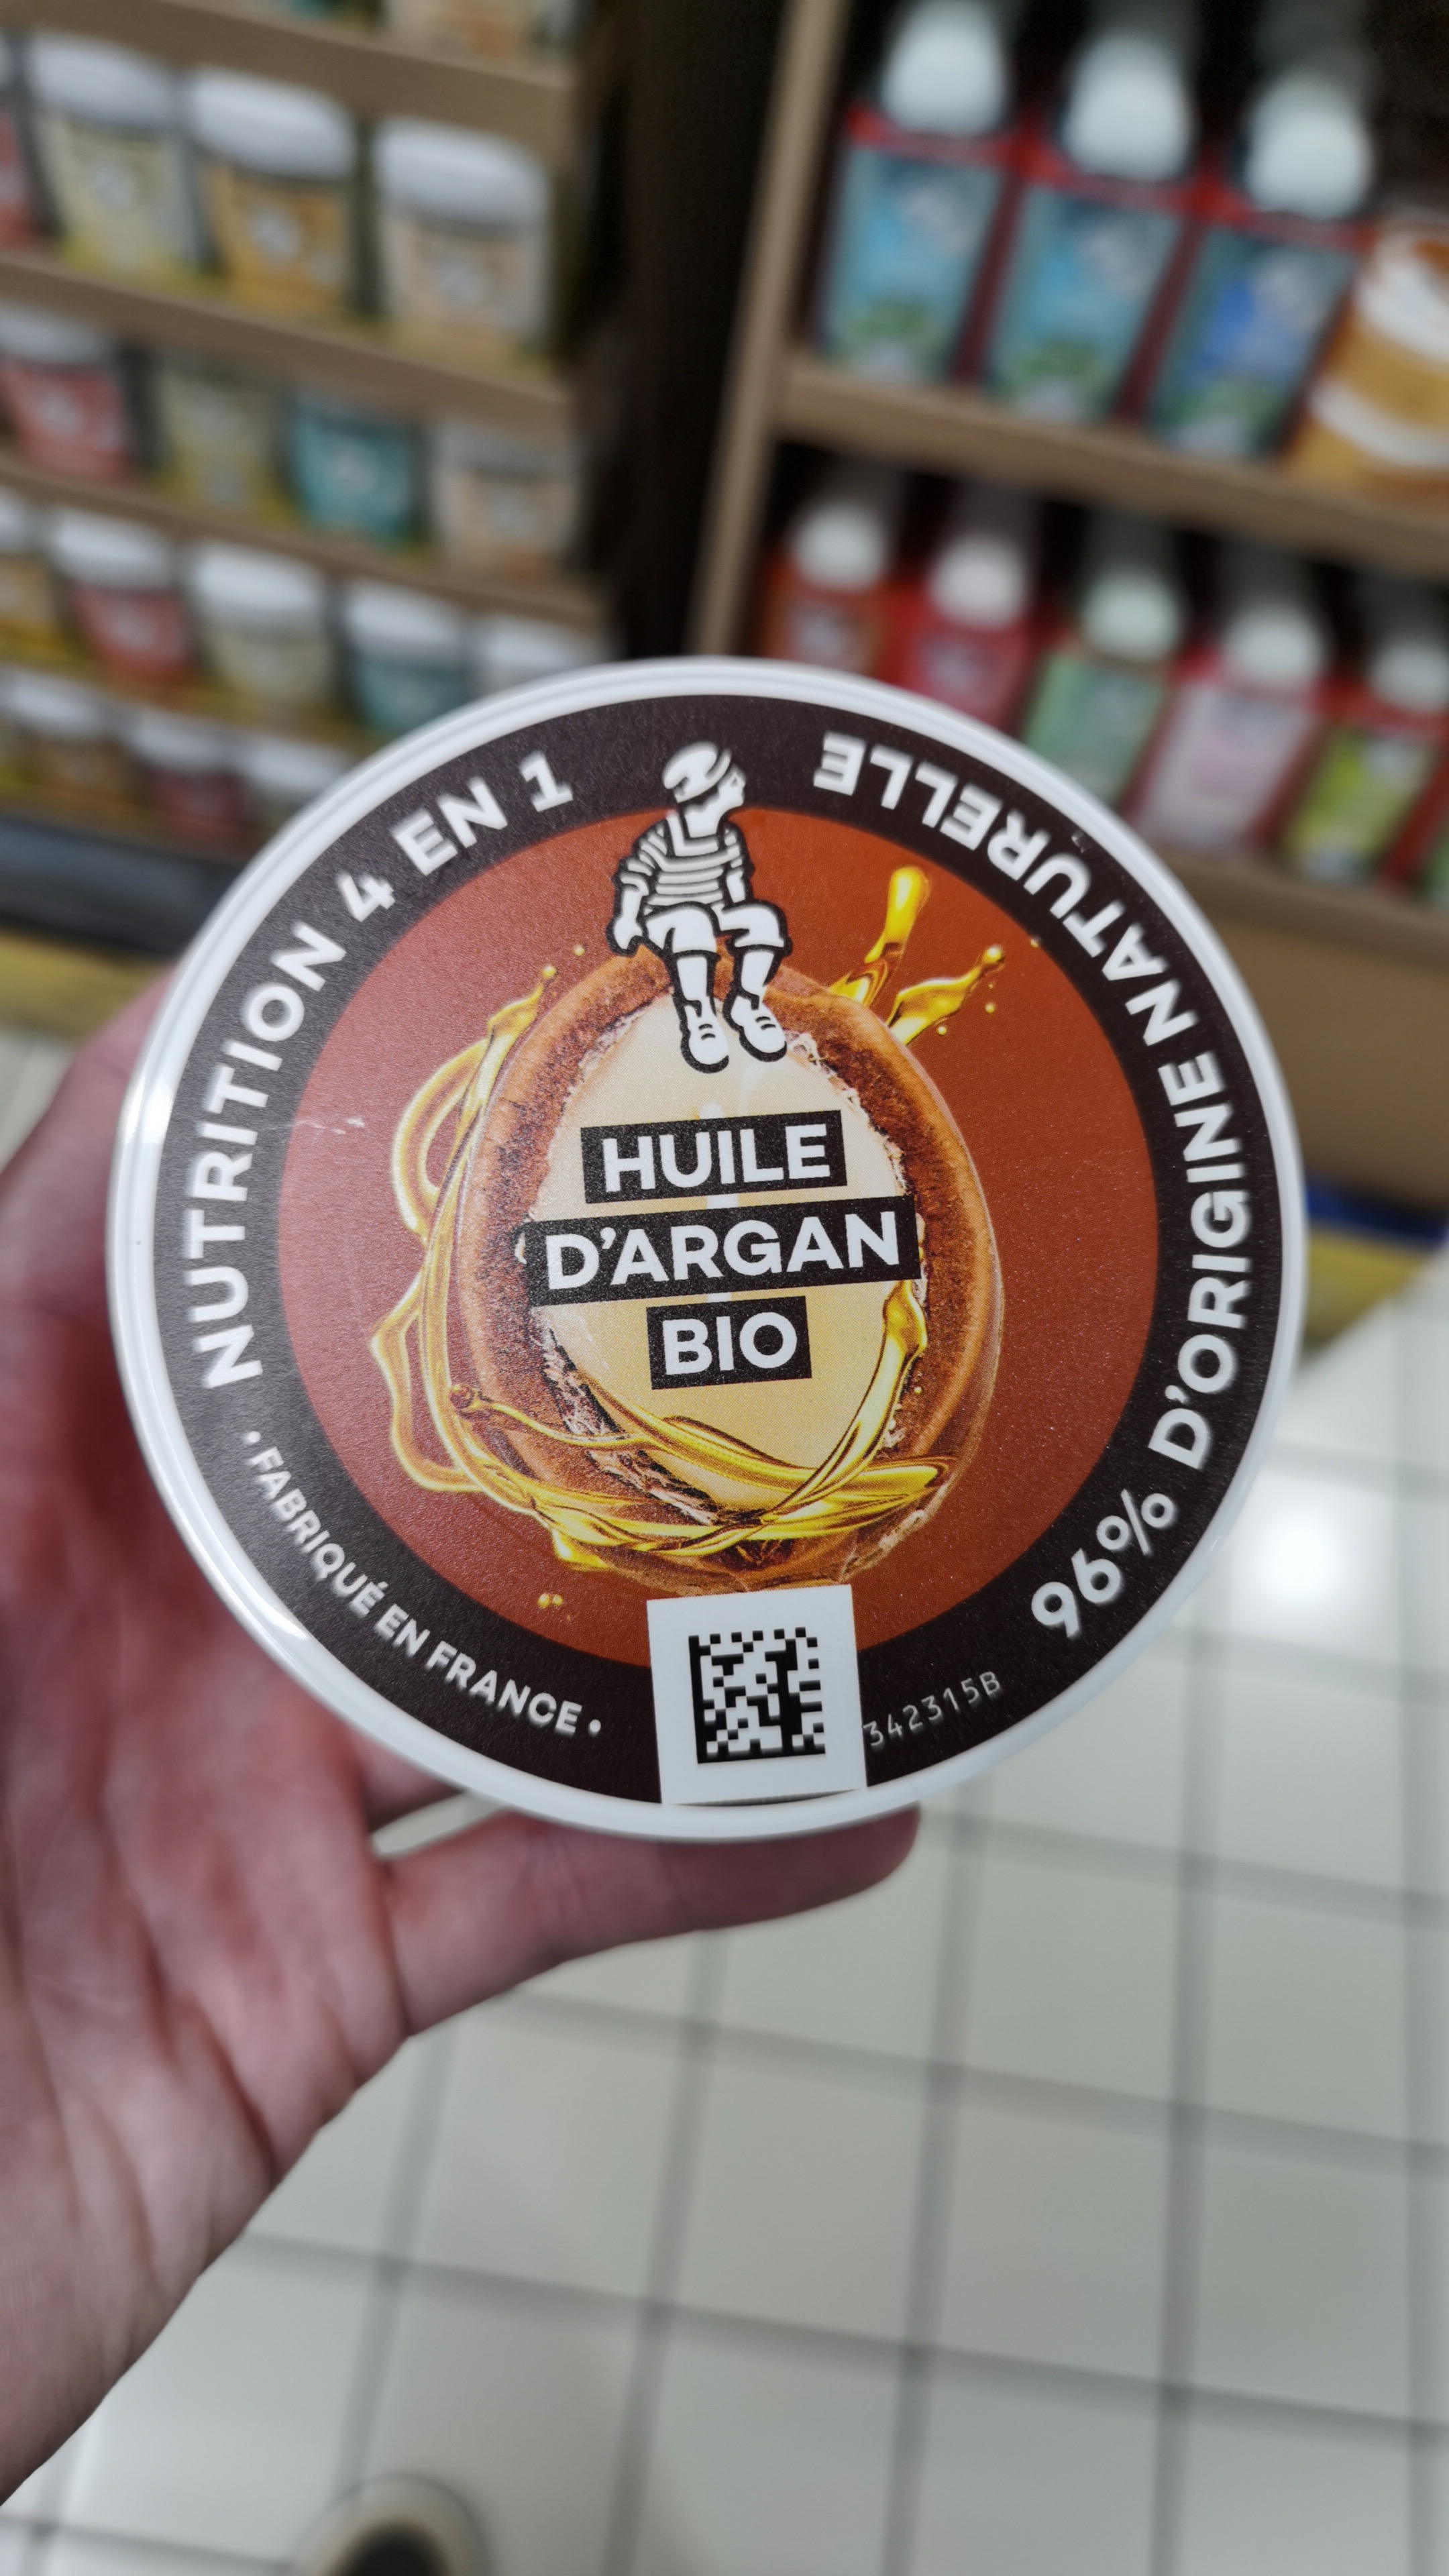 NUTRITION 4 EN 1
96% D'ORIGINE NATURELLE
HUILE
D'ARGAN
BIO
• FABRIQUÉ EN FRANCE •
342315B